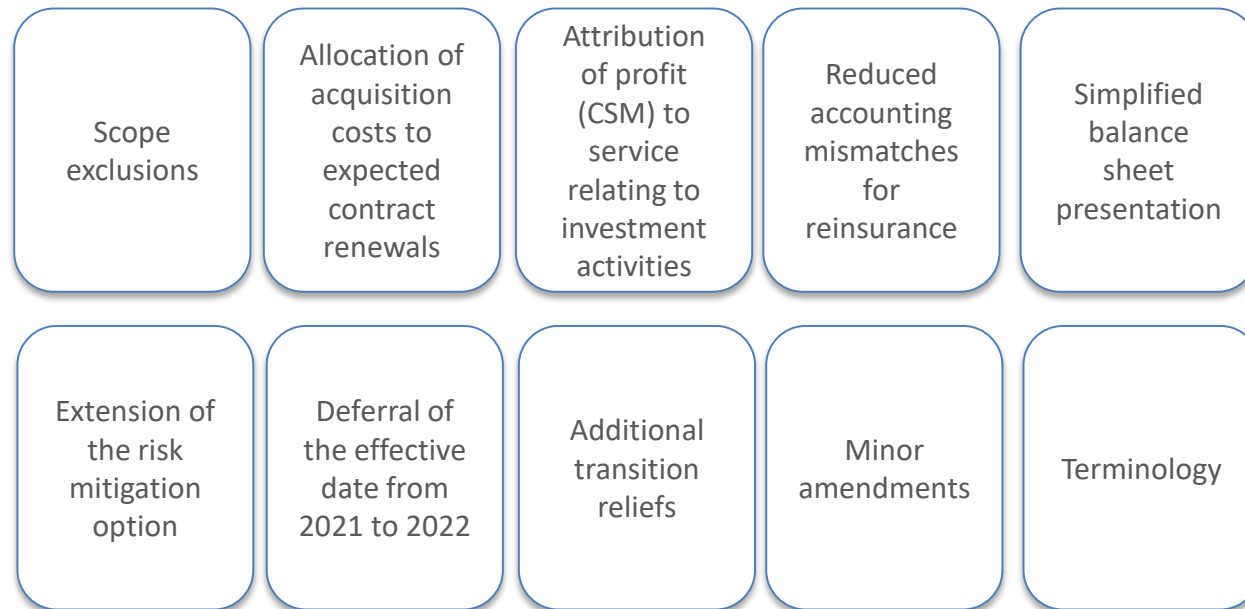 Scope
exclusions
Allocation of
acquisition
costs to
expected
contract
renewals
Attribution
of profit
(CSM) to
service
relating to
investment
activities
Reduced
accounting
mismatches
for
reinsurance
Simplified
balance
sheet
presentation
Extension of
the risk
mitigation
option
Deferral of
the effective
date from
2021 to 2022
Additional
transition
reliefs
Minor
amendments
Terminology